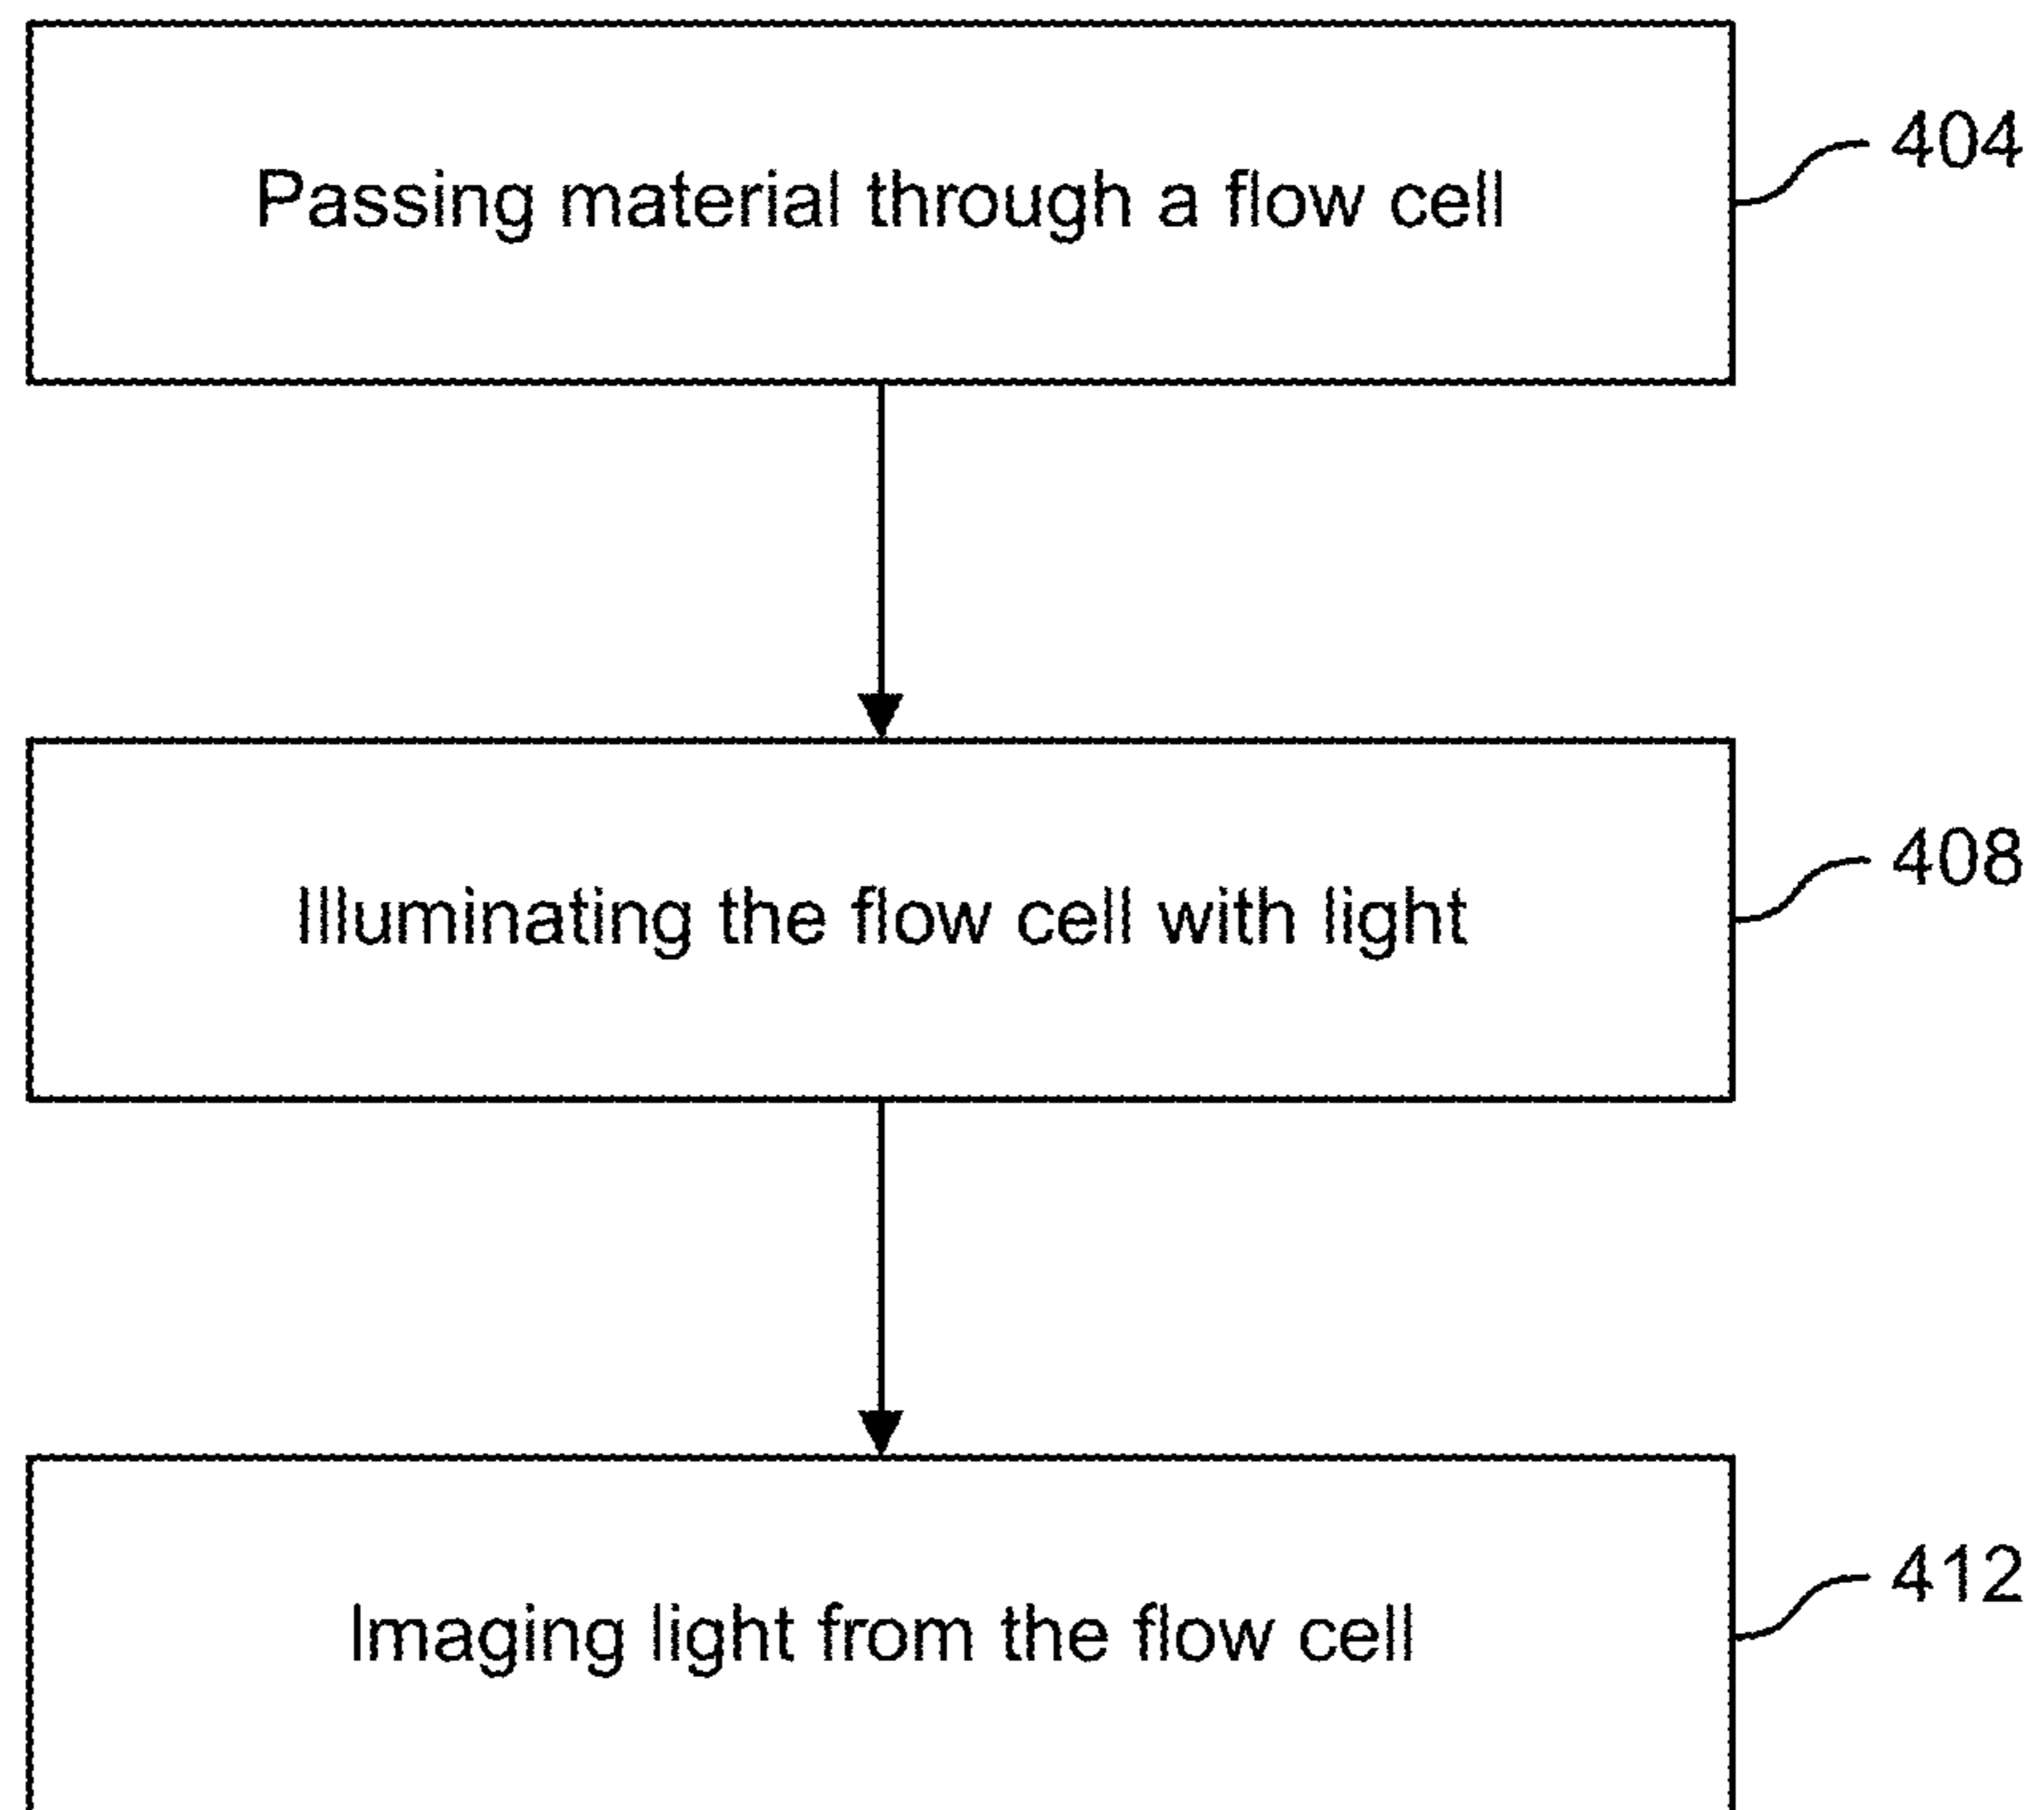 Passing material through a flow cell
404
Illuminating the flow cell with light
408
Imaging light from the flow cell
412